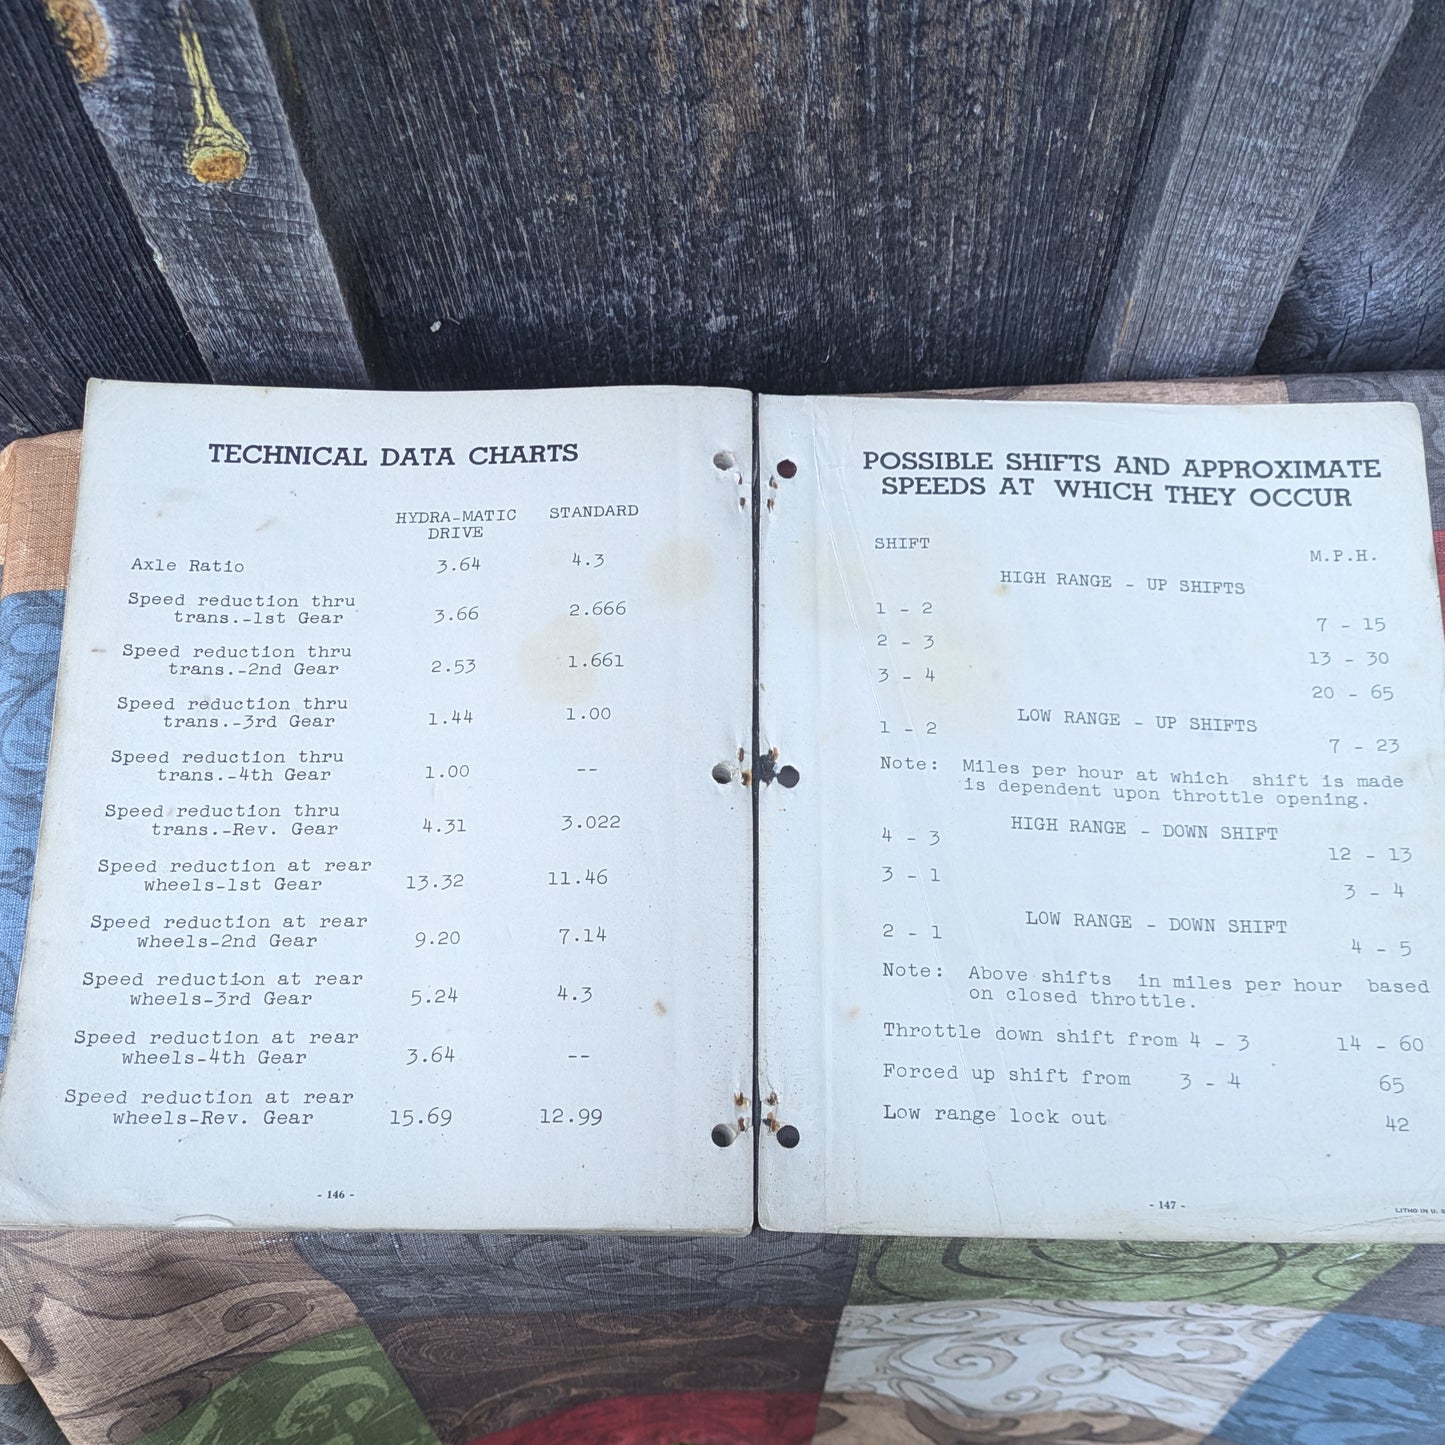 TECHNICAL DATA CHARTS
HYDRA-MATIC STANDARD
DRIVE
Axle Ratio 3.64 4.3
Speed reduction thru
trans.-1st Gear 3.66 2.666
Speed reduction thru
trans.-2nd Gear 2.53 1.661
Speed reduction thru
trans.-3rd Gear 1.44 1.00
Speed reduction thru
trans.-4th Gear 1.00 --
Speed reduction thru
trans.-Rev. Gear 4.31 3.022
Speed reduction at rear
wheels-1st Gear 13.32 11.46
Speed reduction at rear
wheels-2nd Gear 9.20 7.14
Speed reduction at rear
wheels-3rd Gear 5.24 4.3
Speed reduction at rear
wheels-4th Gear 3.64 --
Speed reduction at rear
wheels-Rev. Gear 15.69 12.99
- 146 -
POSSIBLE SHIFTS AND APPROXIMATE
SPEEDS AT WHICH THEY OCCUR
SHIFT M.P.H.
HIGH RANGE - UP SHIFTS
1 - 2 7 - 15
2 - 3 13 - 30
3 - 4 20 - 65
LOW RANGE - UP SHIFTS
1 - 2 7 - 23
Note: Miles per hour at which shift is made
is dependent upon throttle opening.
HIGH RANGE - DOWN SHIFT
4 - 3 12 - 13
3 - 1 3 - 4
LOW RANGE - DOWN SHIFT
2 - 1 4 - 5
Note: Above shifts in miles per hour based
on closed throttle.
Throttle down shift from 4 - 3 14 - 60
Forced up shift from 3 - 4 65
Low range lock out 42
- 147 -
LITHO IN U. S